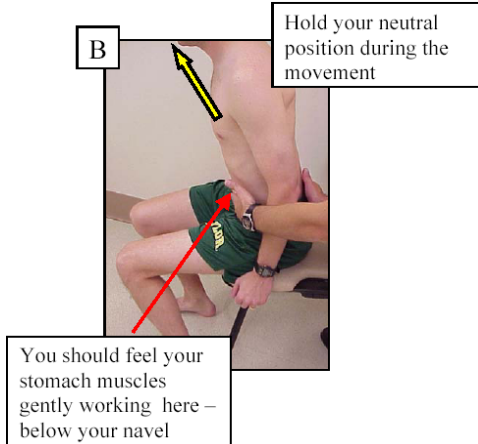 Hold your neutral
position during the
movement
B
You should feel your
stomach muscles
gently working here –
below your navel